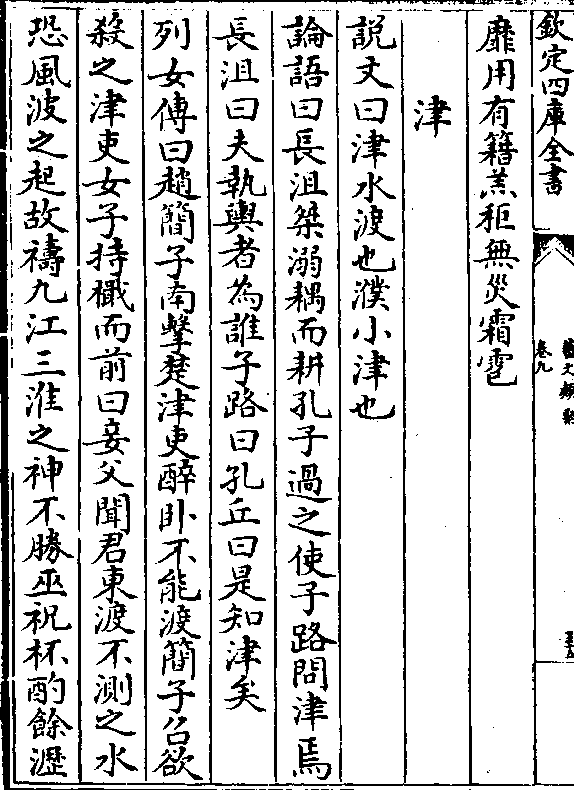 欽定四庫全書
藝文類聚
卷九
靡用有籍羔秬無災霜雹
津
説文曰津水渡也濮小津也
論語曰長沮桀溺耦而耕孔子過之使子路問津焉
長沮曰夫執輿者為誰子路曰孔丘曰是知津矣
列女傳曰趙簡子南擊楚津吏醉卧不能渡簡子召欲
殺之津吏女子持檝而前曰妾父聞君東渡不測之水
恐風波之起故禱九江三淮之神不勝巫祝杯酌餘瀝